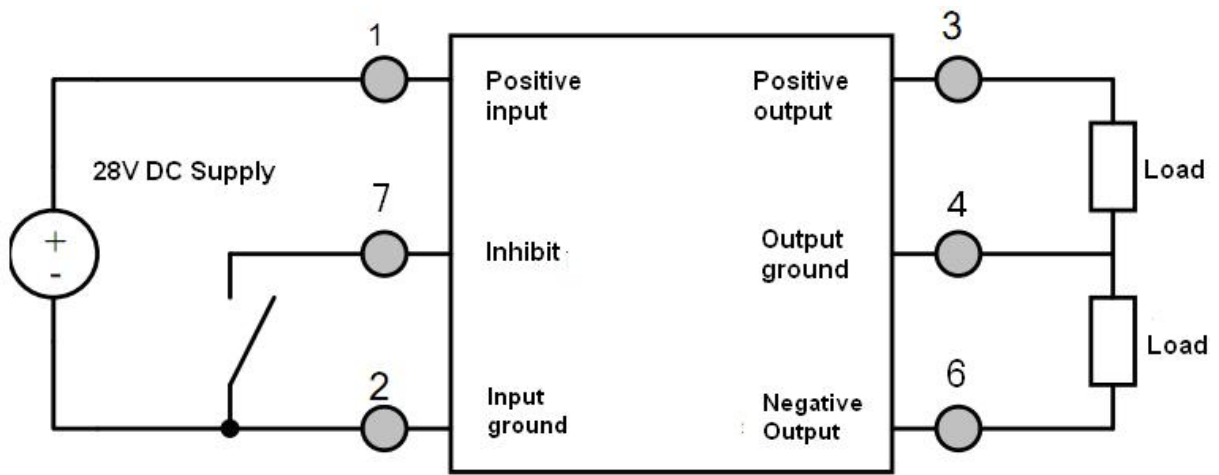 1
3
Positive
input
Positive
output
28V DC Supply
+
-
Load
7
4
Inhibit
Output
ground
Load
2
6
Input
ground
Negative
Output